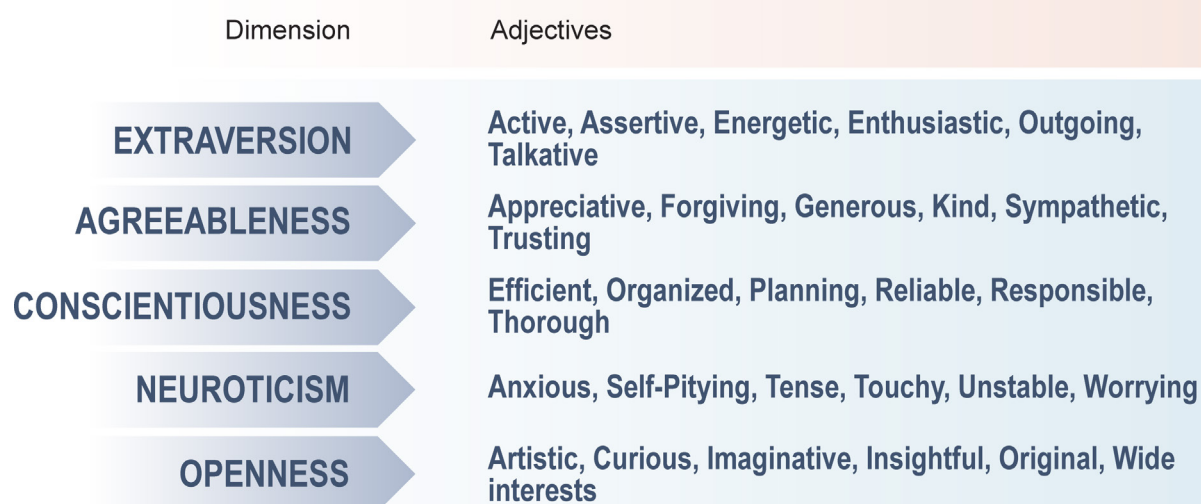 Dimension Adjectives
EXTRAVERSION
Active, Assertive, Energetic, Enthusiastic, Outgoing,
Talkative
AGREEABLENESS
Appreciative, Forgiving, Generous, Kind, Sympathetic,
Trusting
CONSCIENTIOUSNESS
Efficient, Organized, Planning, Reliable, Responsible,
Thorough
NEUROTICISM
Anxious, Self-Pitying, Tense, Touchy, Unstable, Worrying
OPENNESS
Artistic, Curious, Imaginative, Insightful, Original, Wide
interests